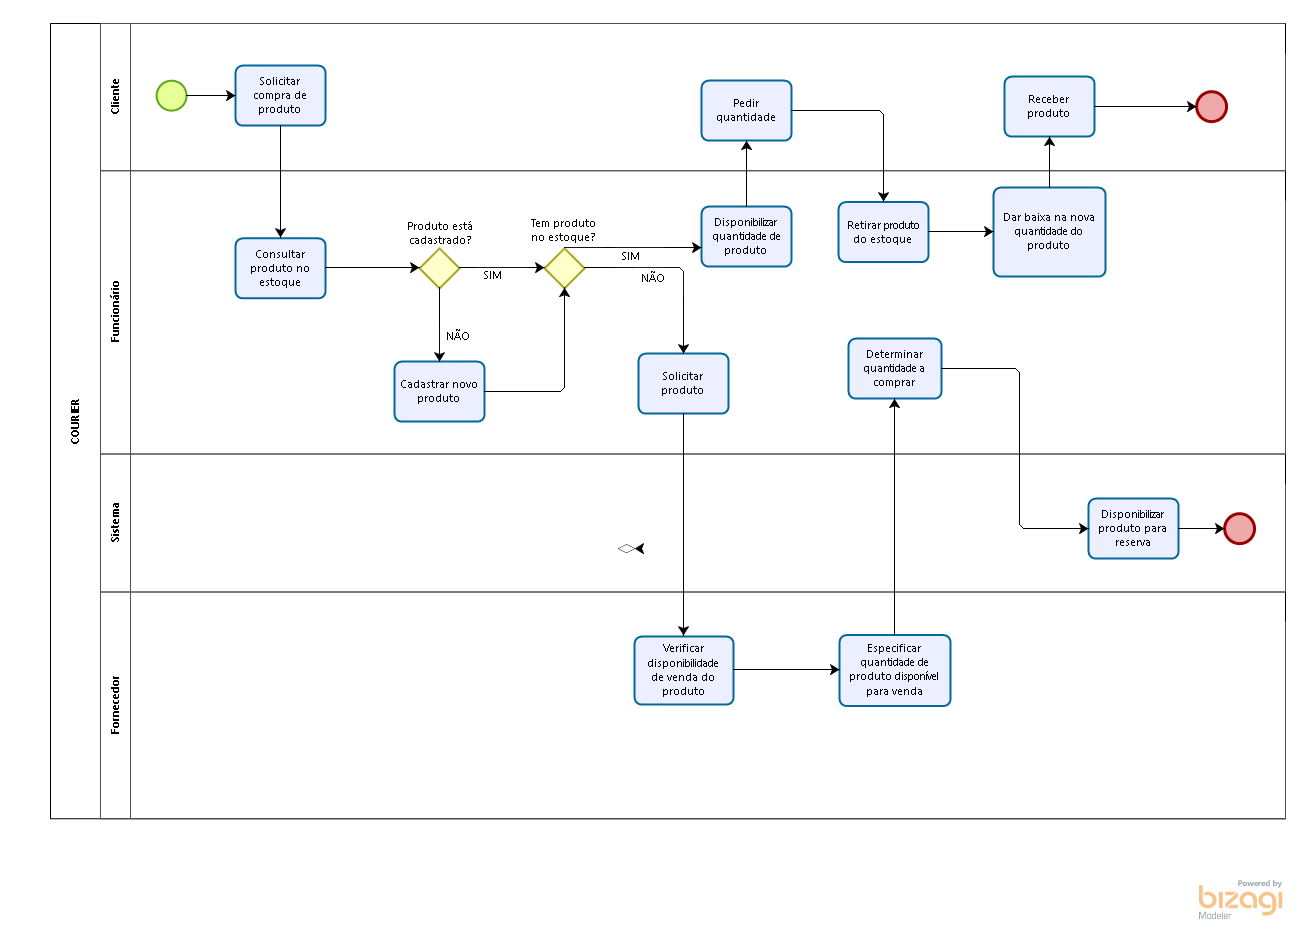 COURIER
Cliente
Solicitar
compra de
produto
Pedir
quantidade
Receber
produto
Funcionário
Consultar
produto no
estoque
Produto está
cadastrado?
SIM
NÃO
Cadastrar novo
produto
Tem produto
no estoque?
SIM
NÃO
Disponibilizar
quantidade de
produto
Retirar produto
do estoque
Dar baixa na nova
quantidade do
produto
Solicitar
produto
Determinar
quantidade a
comprar
Sistema
Disponibilizar
produto para
reserva
Fornecedor
Verificar
disponibilidade
de venda do
produto
Especificar
quantidade de
produto disponível
para venda
Powered by
bizagi
Modeler